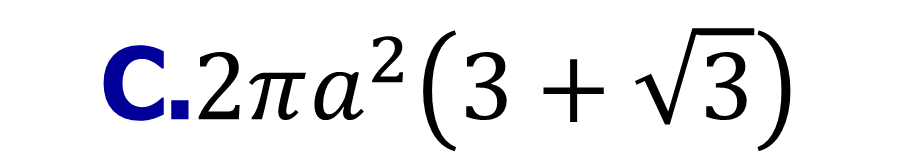 C. 2πa²(3 + √3)